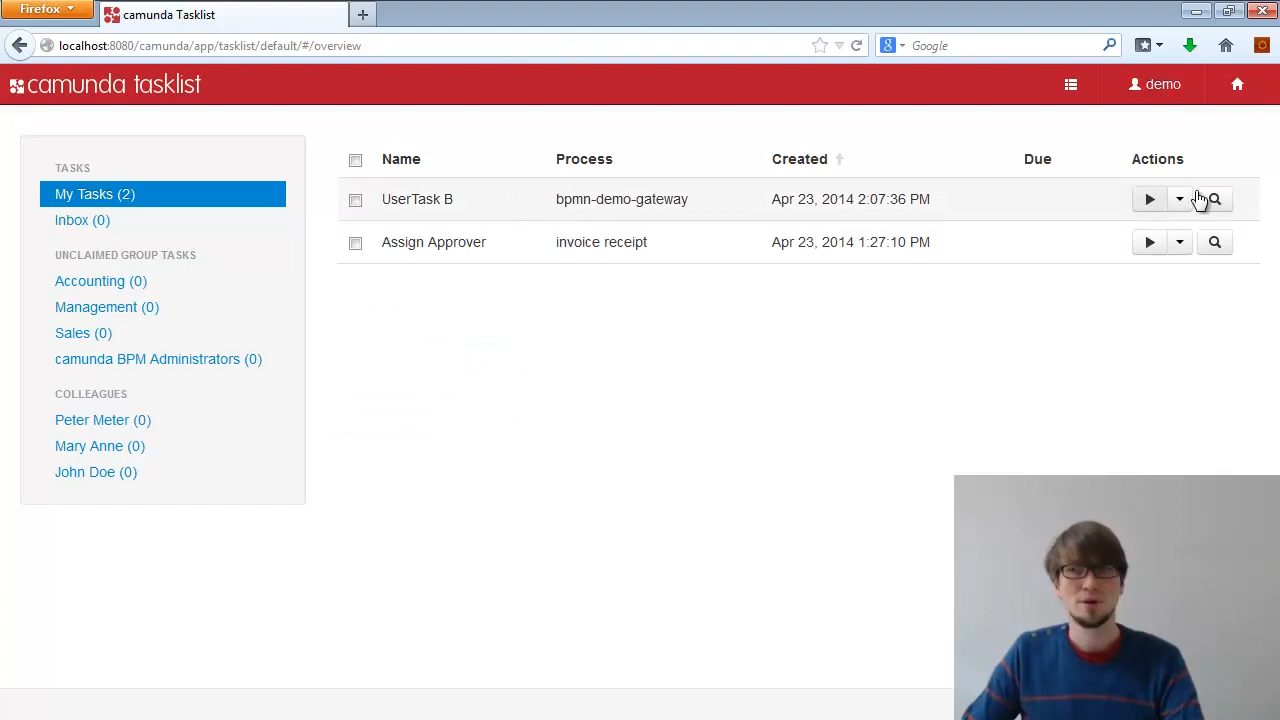 Firefox
camunda Tasklist
localhost:8080/camunda/app/tasklist/default/#/overview
Google
camunda tasklist
demo
TASKS
My Tasks (2)
Inbox (0)
UNCLAIMED GROUP TASKS
Accounting (0)
Management (0)
Sales (0)
camunda BPM Administrators (0)
COLLEAGUES
Peter Meter (0)
Mary Anne (0)
John Doe (0)
Name Process Created Due Actions
UserTask B bpmn-demo-gateway Apr 23, 2014 2:07:36 PM
Assign Approver invoice receipt Apr 23, 2014 1:27:10 PM